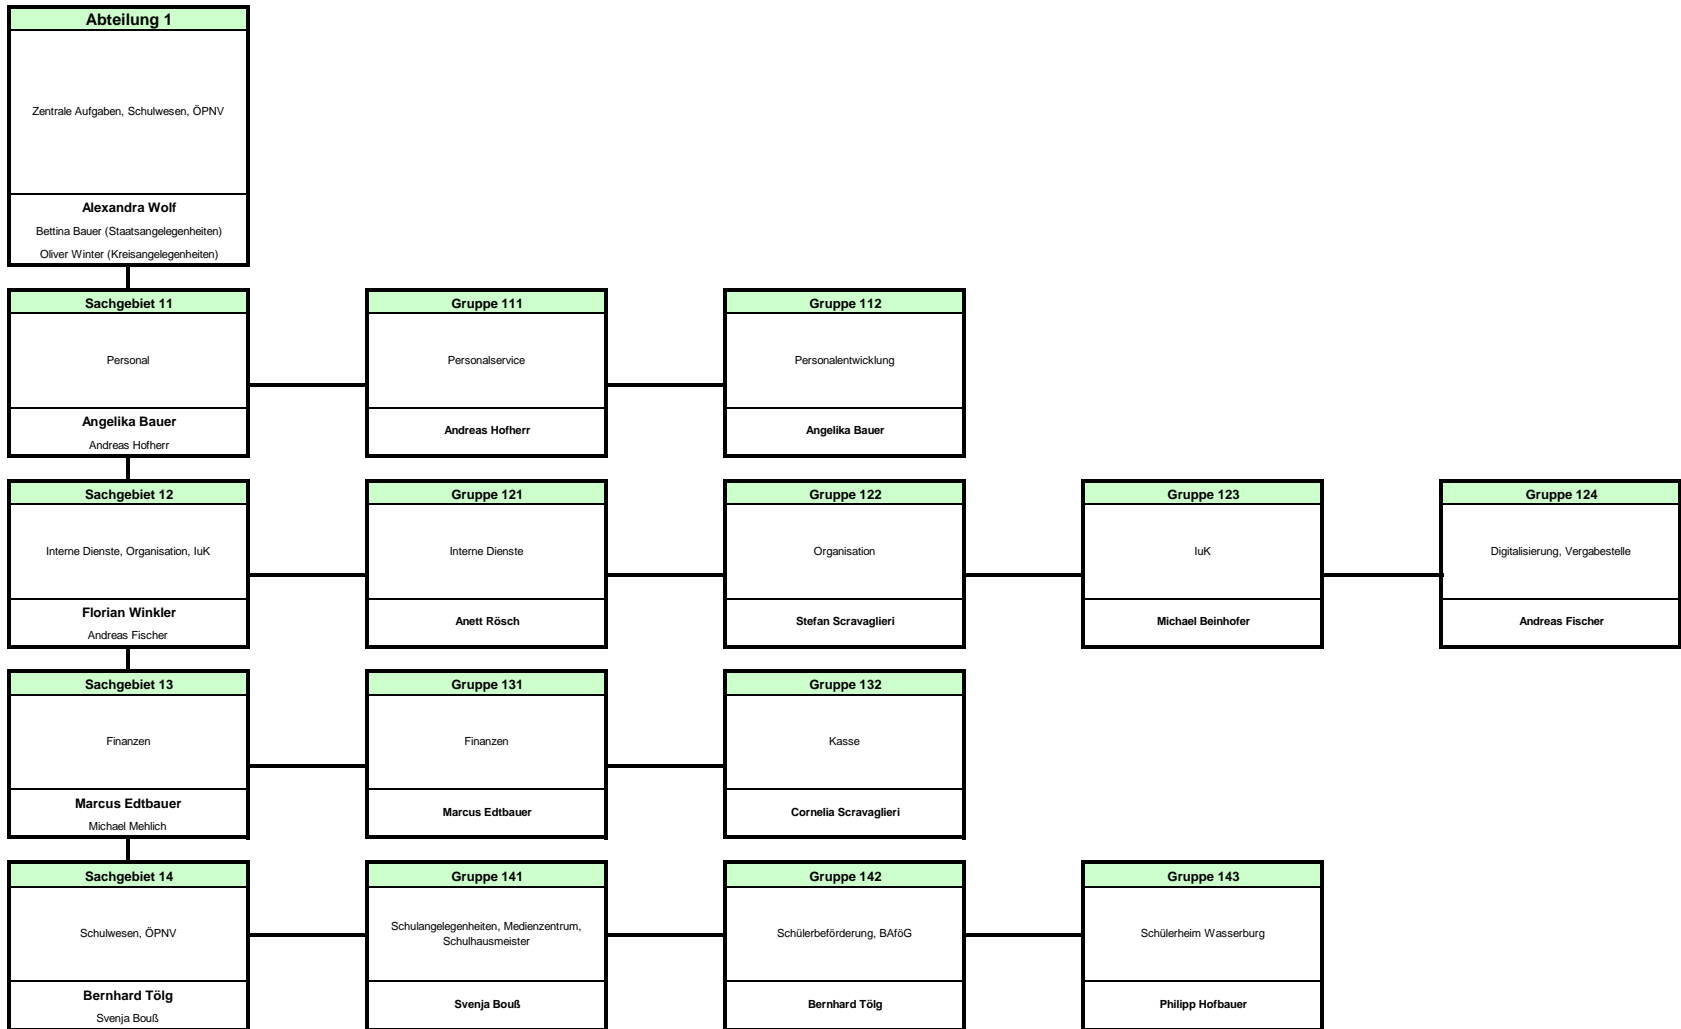 Abteilung 1
Zentrale Aufgaben, Schulwesen, ÖPNV
Alexandra Wolf
Bettina Bauer (Staatsangelegenheiten)
Oliver Winter (Kreisangelegenheiten)
Sachgebiet 11
Personal
Angelika Bauer
Andreas Hofherr
Gruppe 111
Personalservice
Andreas Hofherr
Gruppe 112
Personalentwicklung
Angelika Bauer
Sachgebiet 12
Interne Dienste, Organisation, IuK
Florian Winkler
Andreas Fischer
Gruppe 121
Interne Dienste
Anett Rösch
Gruppe 122
Organisation
Stefan Scravaglieri
Gruppe 123
IuK
Michael Beinhofer
Gruppe 124
Digitalisierung, Vergabestelle
Andreas Fischer
Sachgebiet 13
Finanzen
Marcus Edtbauer
Michael Mehlich
Gruppe 131
Finanzen
Marcus Edtbauer
Gruppe 132
Kasse
Cornelia Scravaglieri
Sachgebiet 14
Schulwesen, ÖPNV
Bernhard Tölg
Svenja Bouß
Gruppe 141
Schulangelegenheiten, Medienzentrum,
Schulhausmeister
Svenja Bouß
Gruppe 142
Schülerbeförderung, BAföG
Bernhard Tölg
Gruppe 143
Schülerheim Wasserburg
Philipp Hofbauer